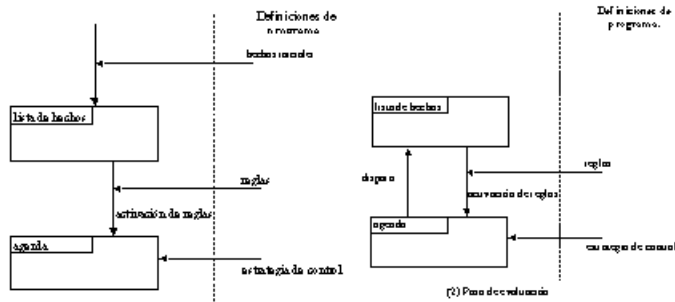 Definiciones de
programa
hechos iniciales
lista de hechos
reglas
activación de reglas
agenda
estrategia de control
Definiciones de
programa.
lista de hechos
reglas
disparo
activación de reglas
agenda
estrategia de control
(2) Paso de evaluación